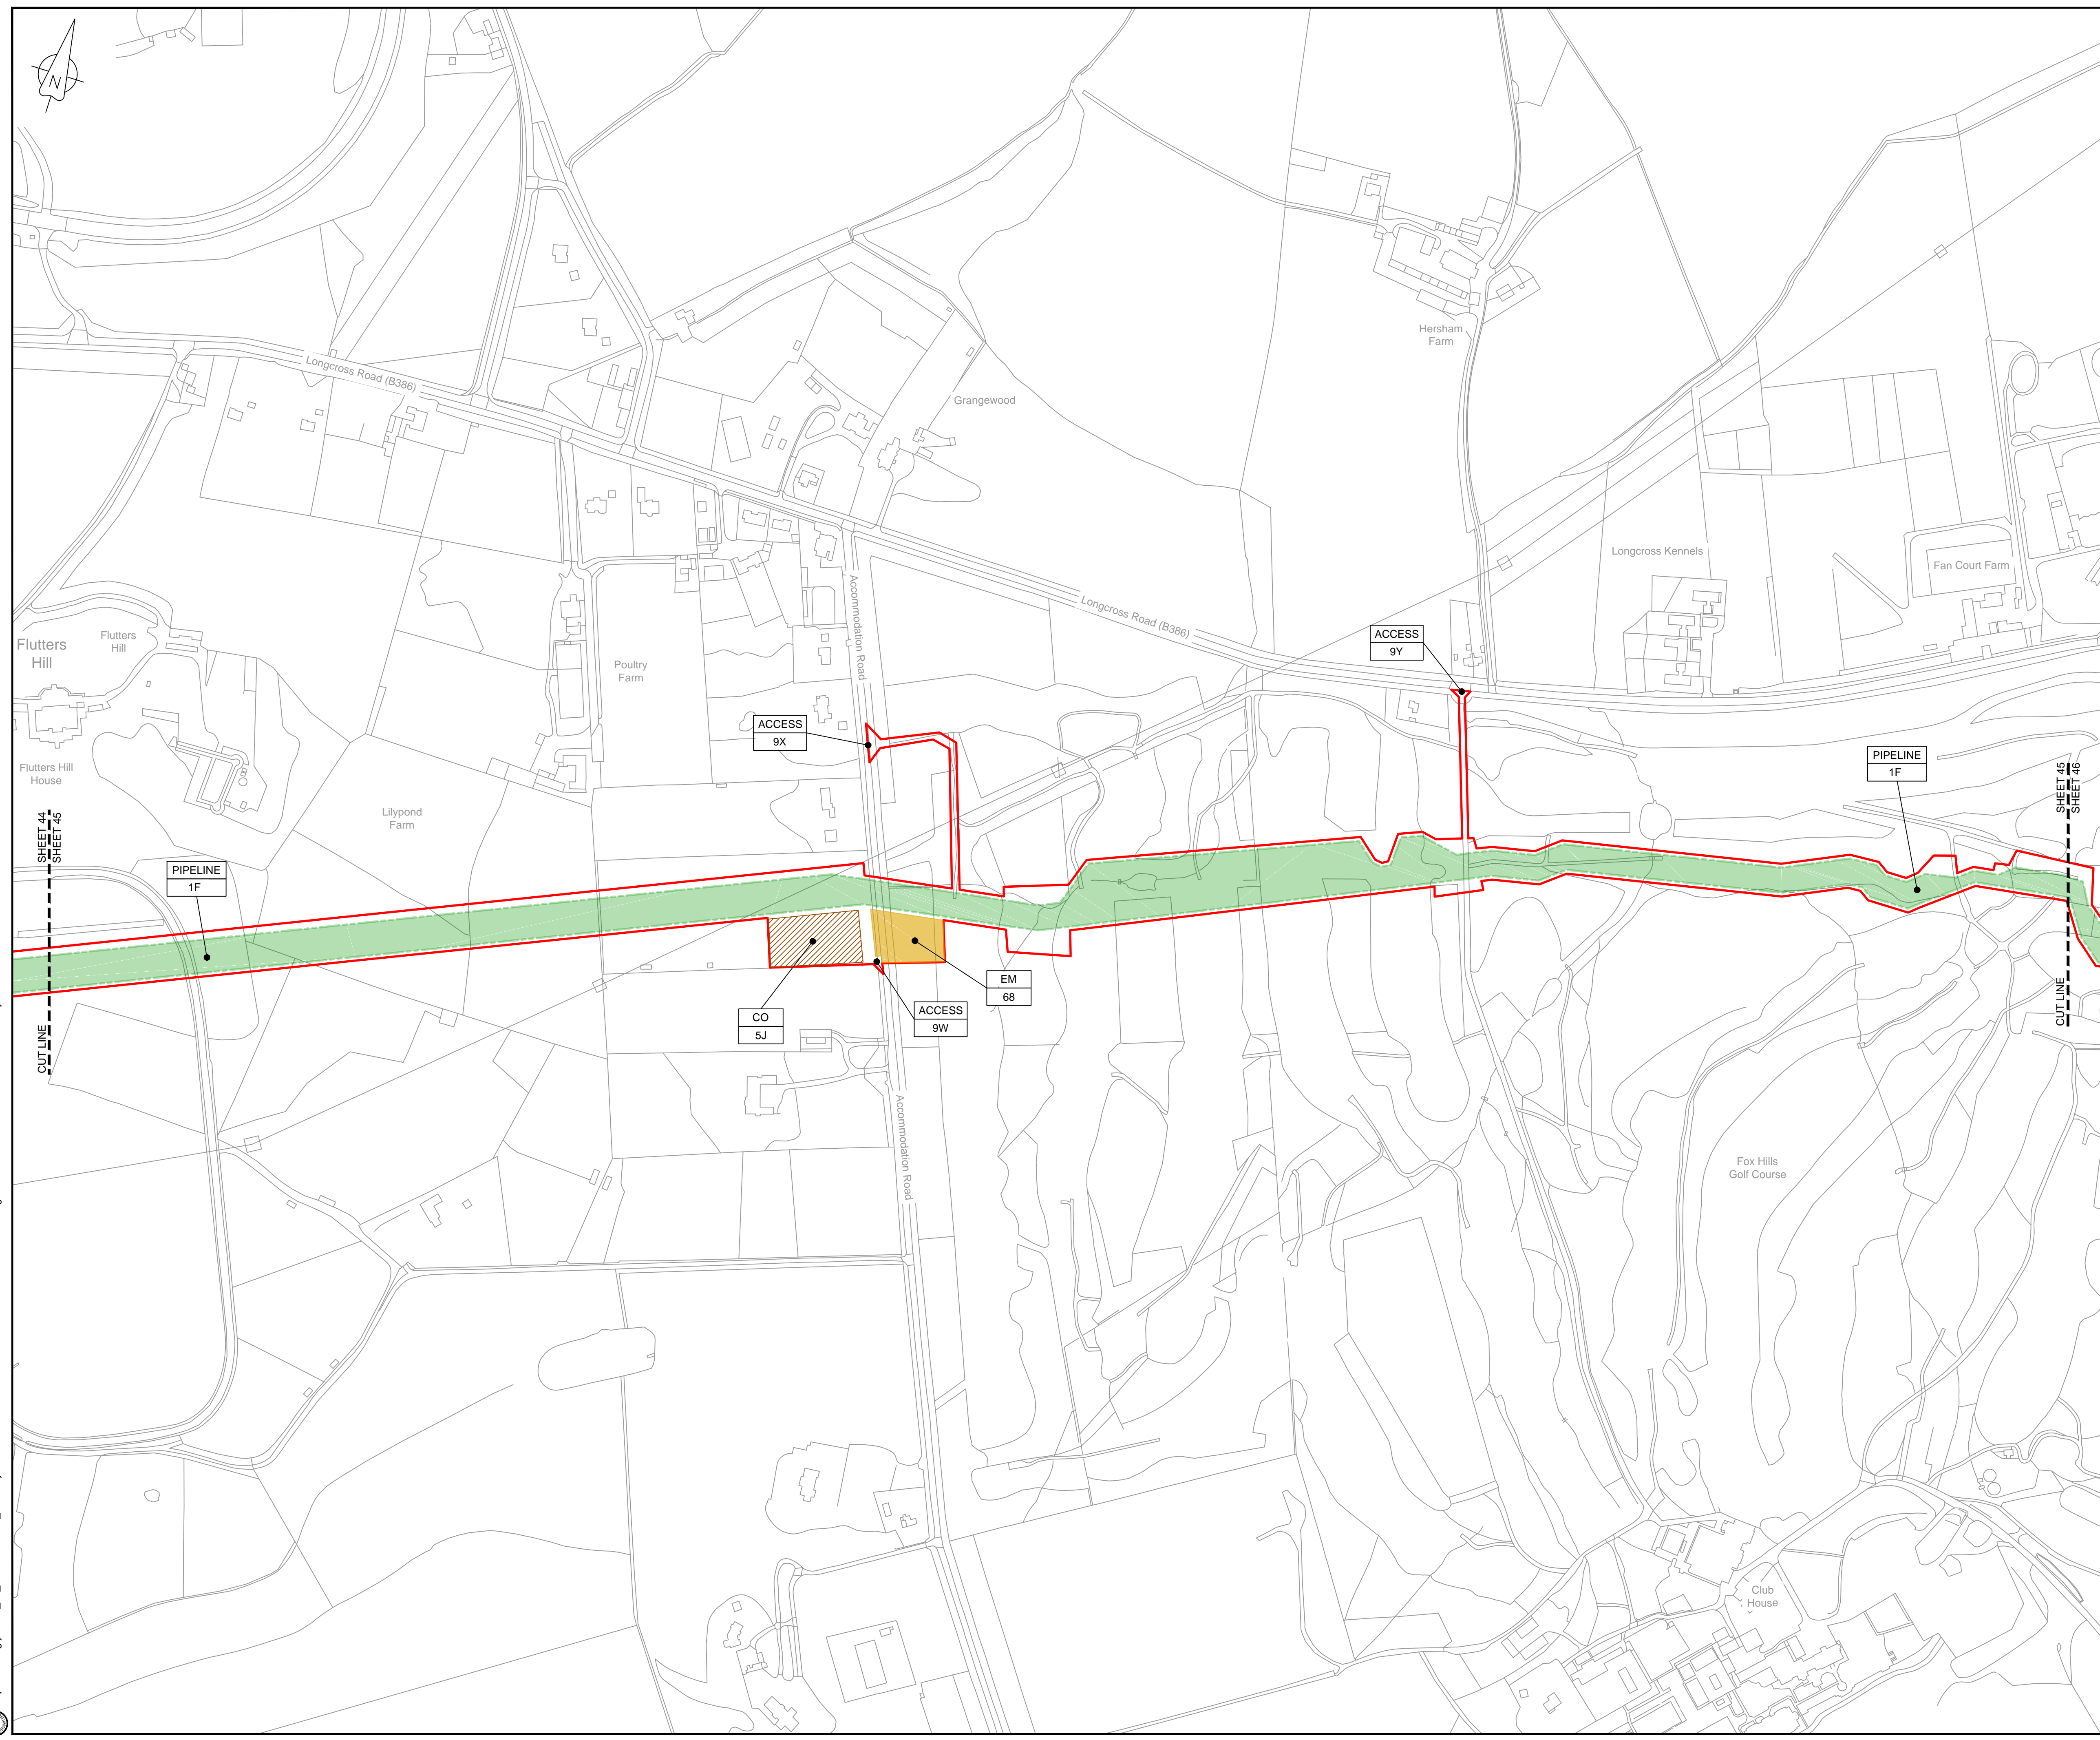 N
Longcross Road (B386)
Grangewood
Hersham
Farm
Longcross Kennels
Fan Court Farm
Accommodation Road
Longcross Road (B386)
Flutters
Hill
Flutters
Hill
Poultry
Farm
ACCESS
9Y
ACCESS
9X
PIPELINE
1F
Flutters Hill
House
Lilypond
Farm
SHEET 44
SHEET 45
SHEET 45
SHEET 46
PIPELINE
1F
EM
68
CO
5J
ACCESS
9W
CUT LINE
CUT LINE
Accommodation Road
Fox Hills
Golf Course
Club
House